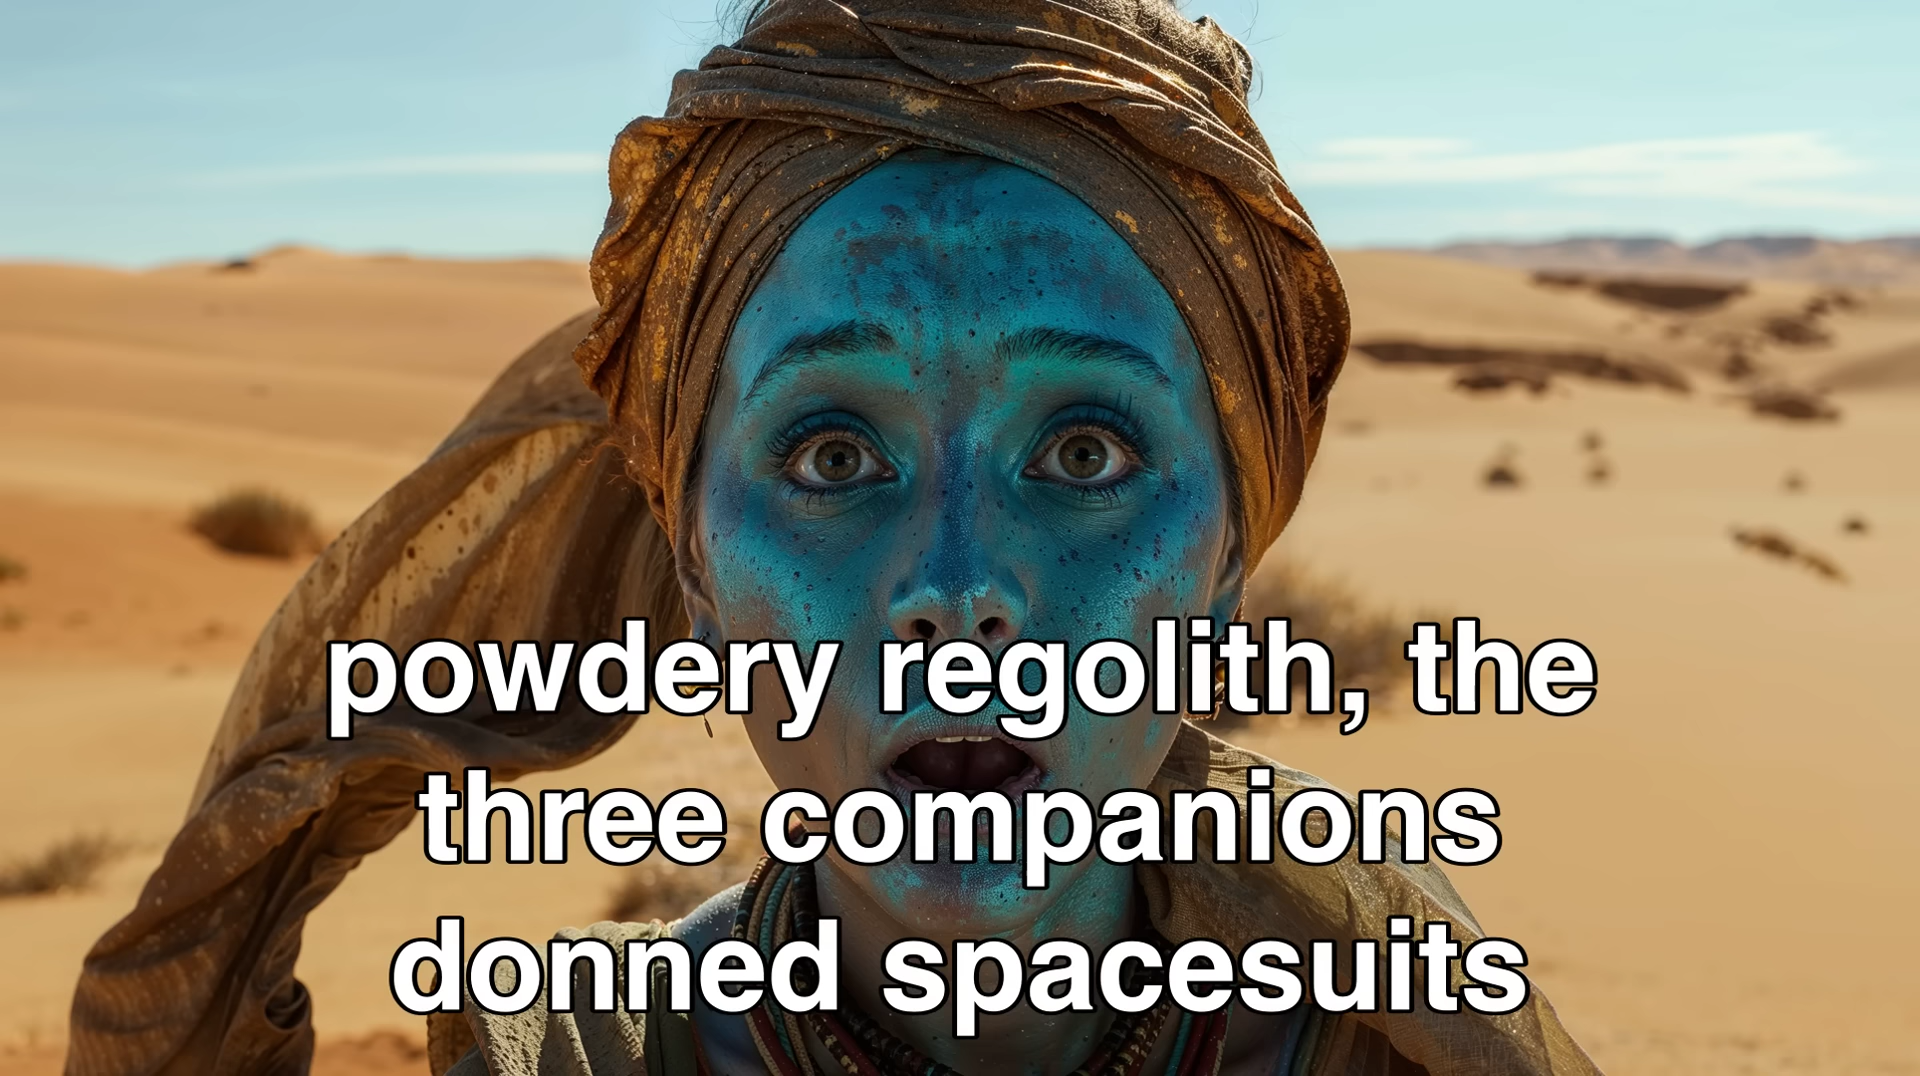 powdery regolith, the
three companions
donned spacesuits